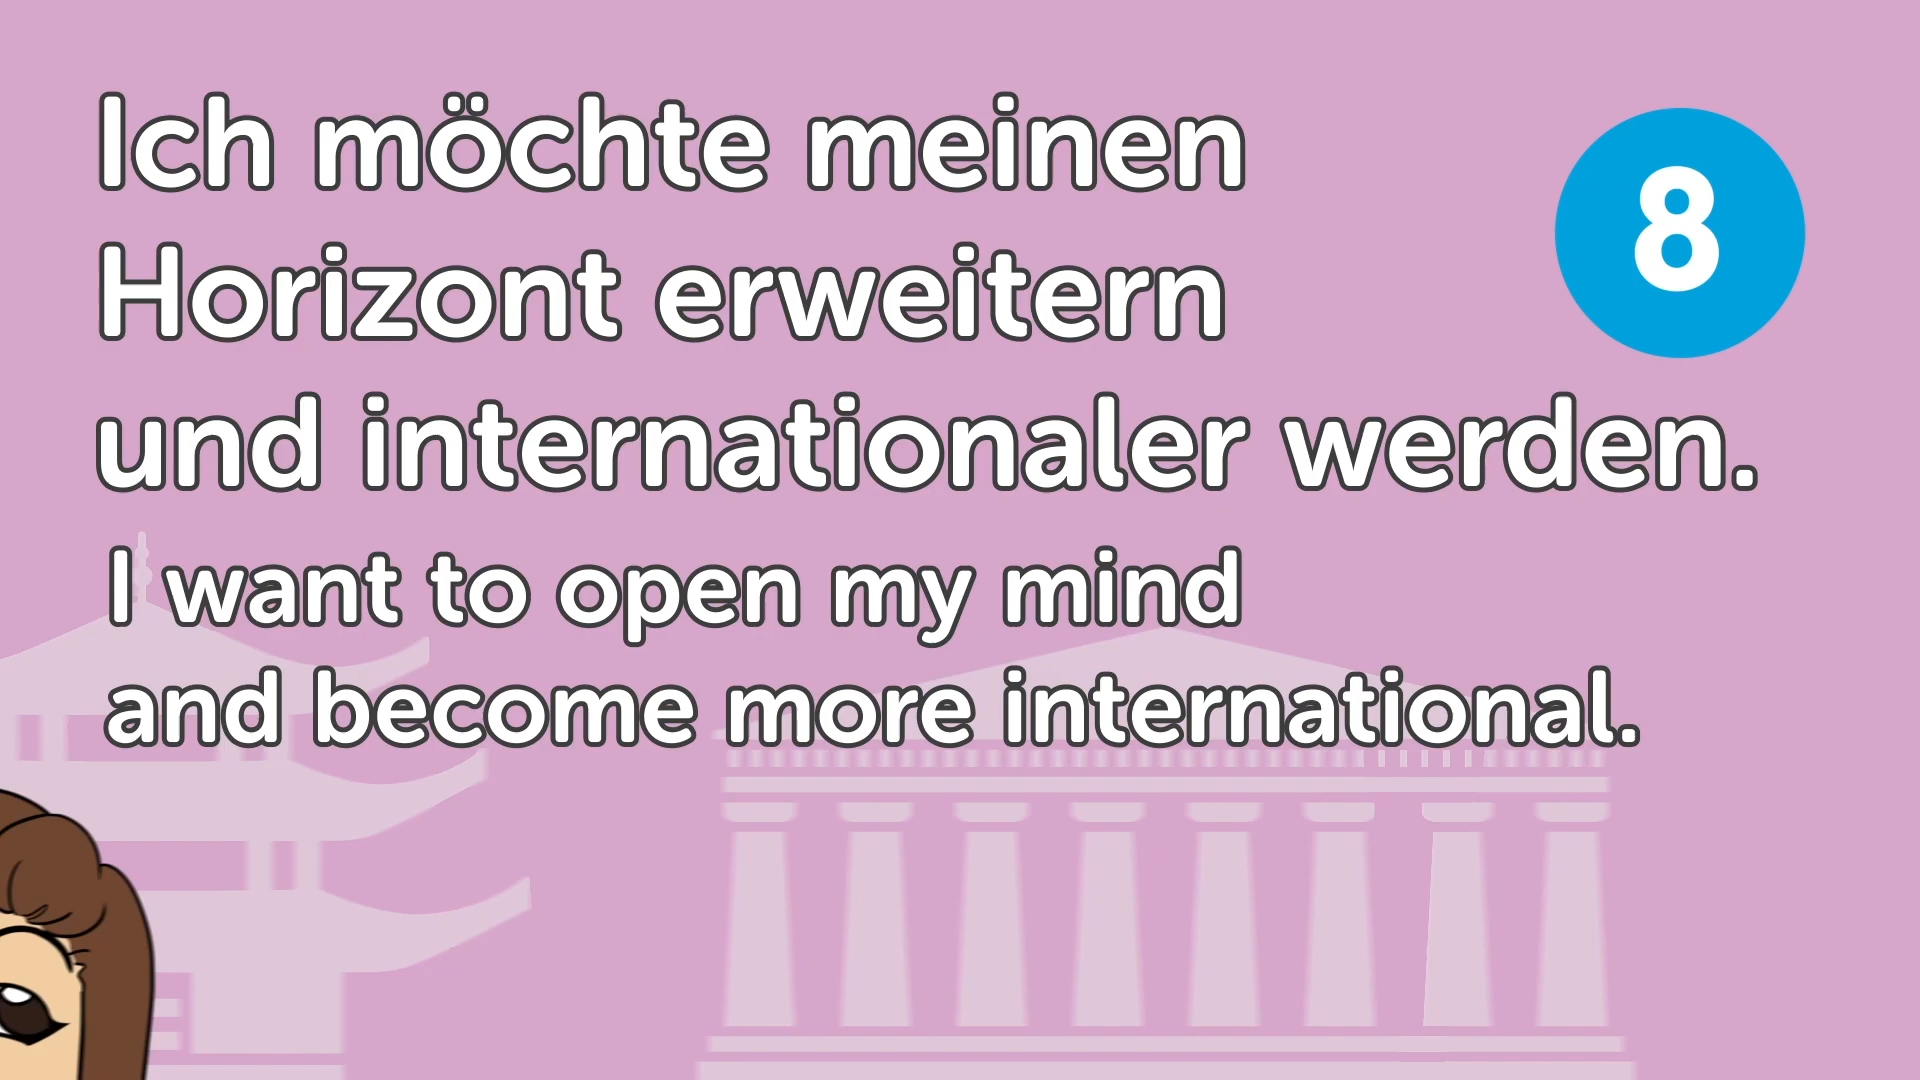 Ich möchte meinen
Horizont erweitern
und internationaler werden.
I want to open my mind
and become more international.
8